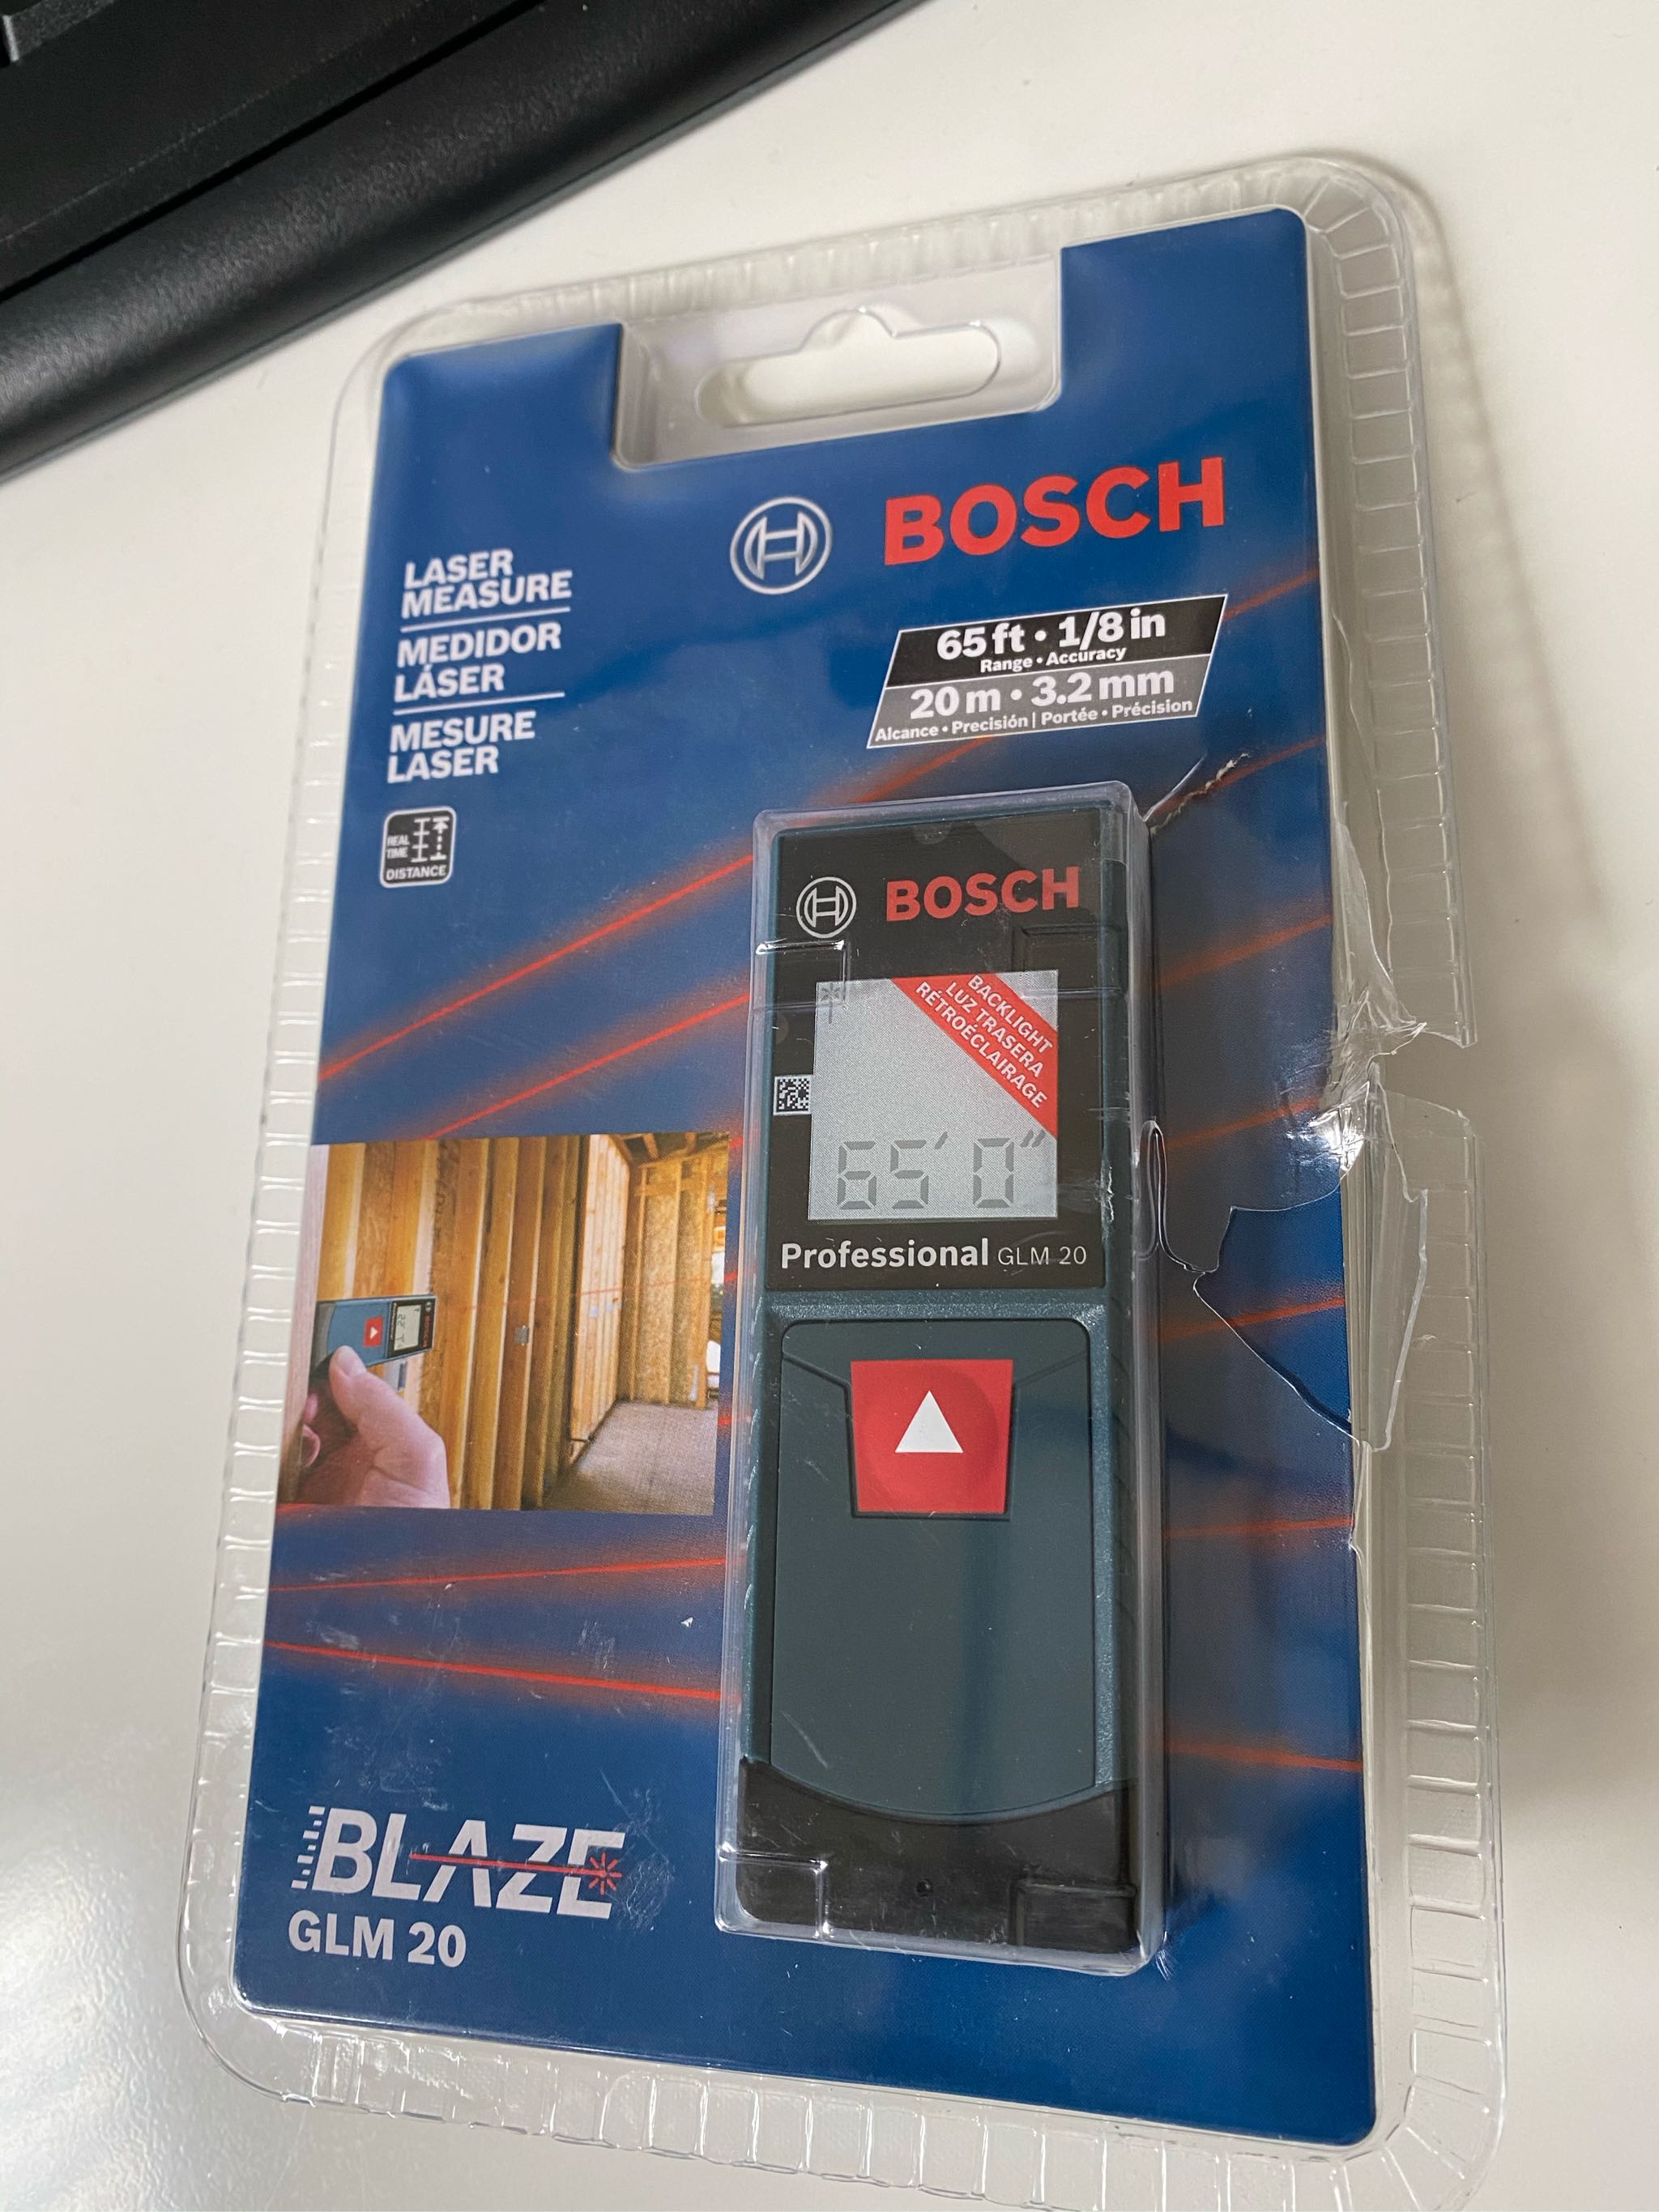 BOSCH
LASER
MEASURE
MEDIDOR
LÁSER
MESURE
LASER
REAL
TIME
DISTANCE
65 ft • 1/8 in
Range • Accuracy
20 m • 3.2 mm
Alcance • Precisión | Portée • Précision
BOSCH
BACKLIGHT
LUZ TRASERA
RÉTROÉCLAIRAGE
65' 0"
Professional GLM 20
BLAZE
GLM 20